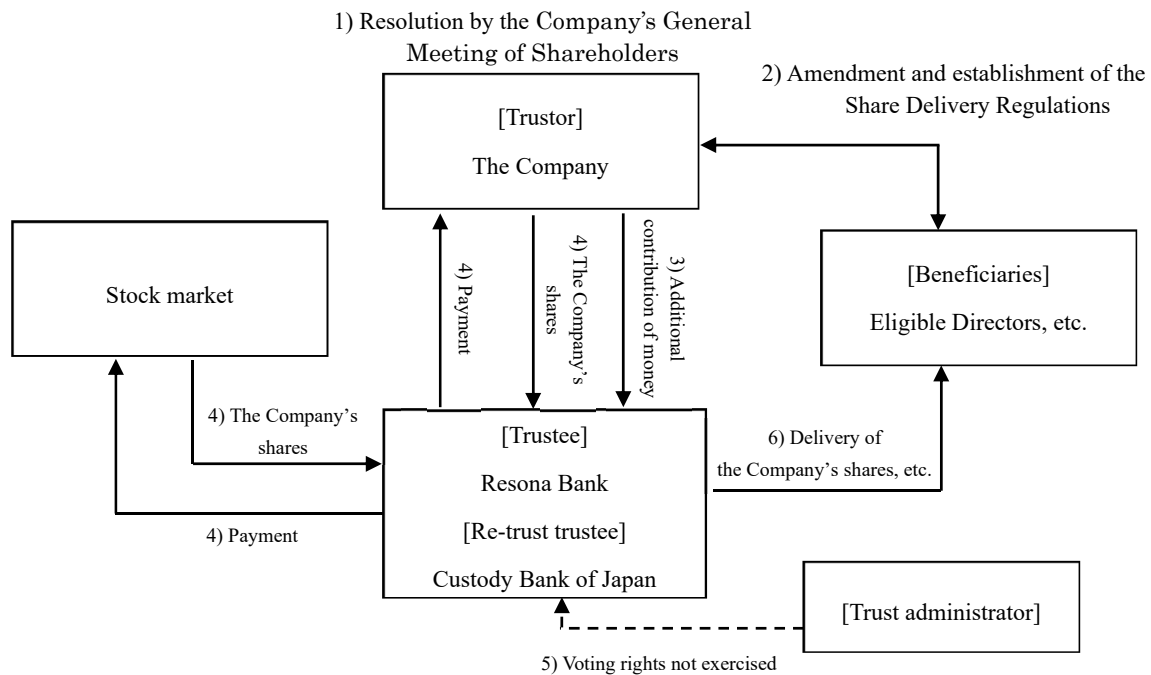 1) Resolution by the Company’s General
Meeting of Shareholders
2) Amendment and establishment of the
Share Delivery Regulations
[Trustor]
The Company
Stock market
[Beneficiaries]
Eligible Directors, etc.
4) Payment
4) The Company’s
shares
3) Additional
contribution of money
4) The Company’s
shares
4) Payment
[Trustee]
Resona Bank
[Re-trust trustee]
Custody Bank of Japan
6) Delivery of
the Company’s shares, etc.
[Trust administrator]
5) Voting rights not exercised